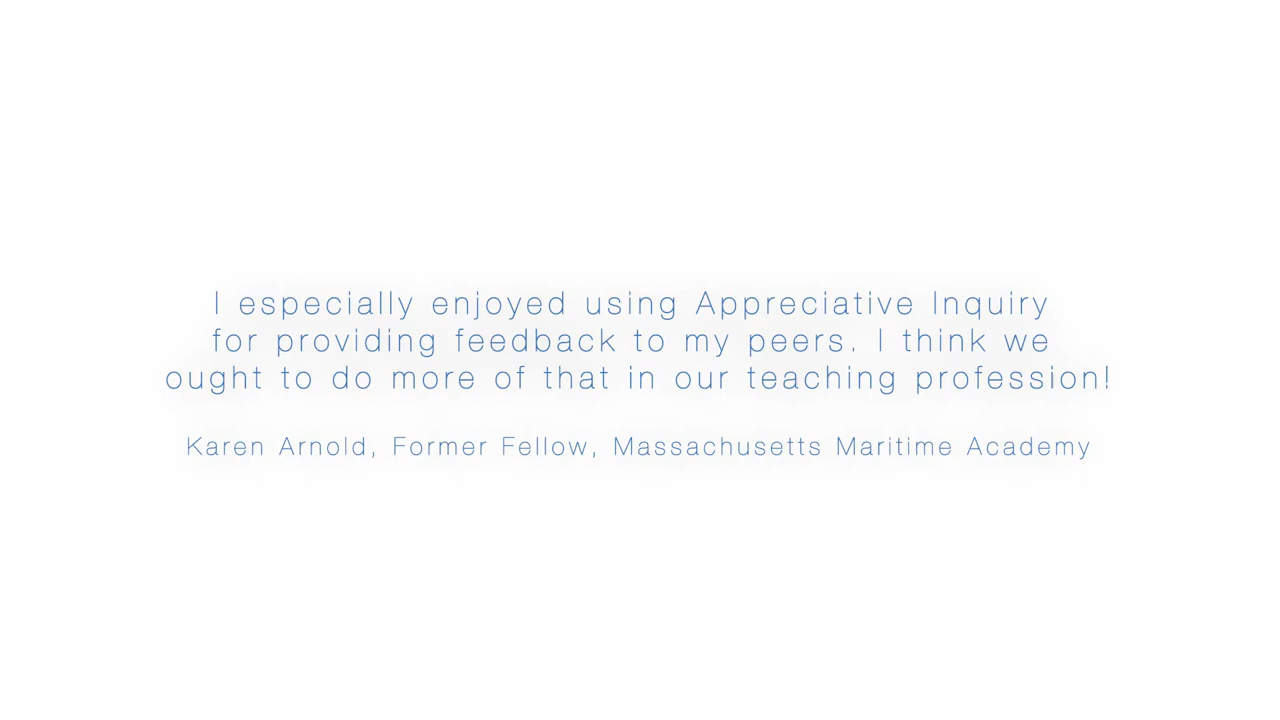 I especially enjoyed using Appreciative Inquiry
for providing feedback to my peers. I think we
ought to do more of that in our teaching profession!
Karen Arnold, Former Fellow, Massachusetts Maritime Academy